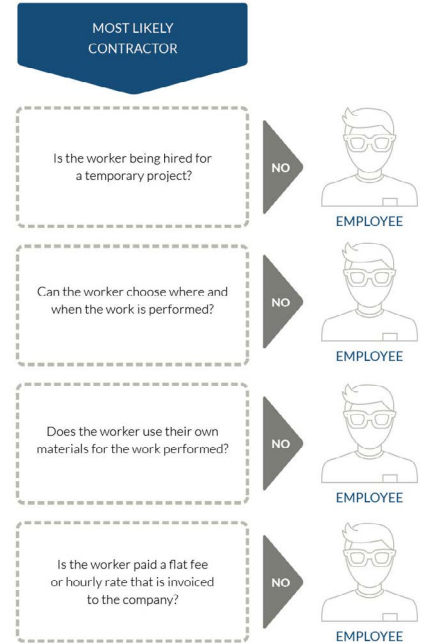 MOST LIKELY
CONTRACTOR
Is the worker being hired for
a temporary project?
NO
EMPLOYEE
Can the worker choose where and
when the work is performed?
NO
EMPLOYEE
Does the worker use their own
materials for the work performed?
NO
EMPLOYEE
Is the worker paid a flat fee
or hourly rate that is invoiced
to the company?
NO
EMPLOYEE